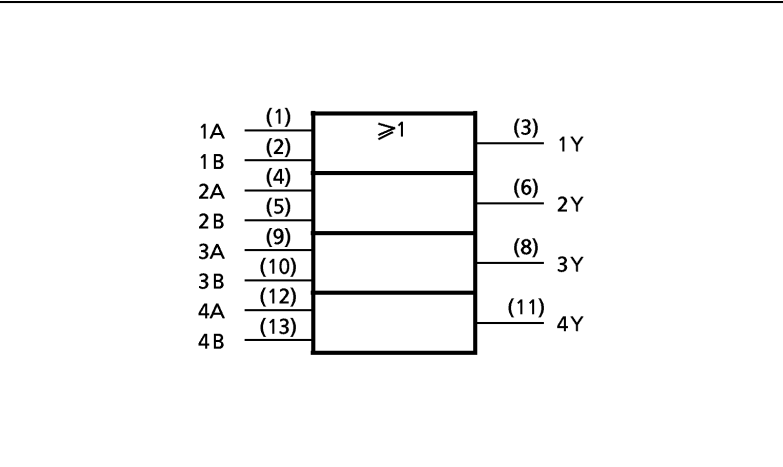 1A (1) ⩾1 (3) 1Y
1B (2)
2A (4) (6) 2Y
2B (5)
3A (9) (8) 3Y
3B (10)
4A (12) (11) 4Y
4B (13)